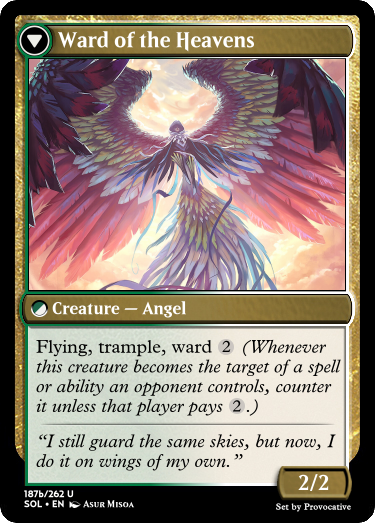 Ward of the Heavens
Creature — Angel
Flying, trample, ward 2 (Whenever
this creature becomes the target of a spell
or ability an opponent controls, counter
it unless that player pays 2.)
“I still guard the same skies, but now, I
do it on wings of my own.”
2/2
187b/262 U
SOL • EN Asur Misoa
Set by Provocative